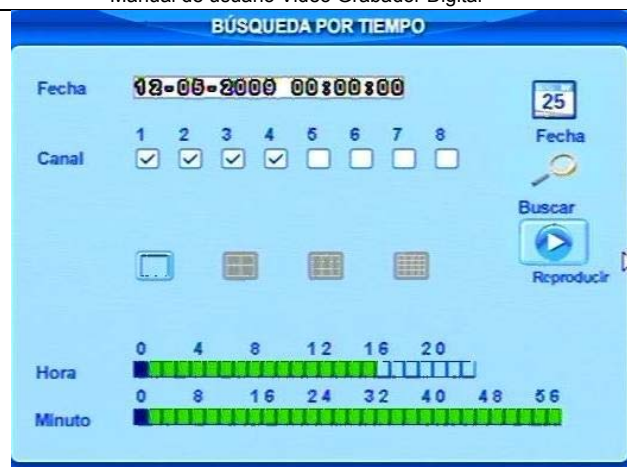 Manual de usuario Video Grabador Digital
BÚSQUEDA POR TIEMPO
Fecha 12-05-2009 00:00:00
25
Fecha
1 2 3 4 5 6 7 8
Canal
Buscar
Reproducir
0 4 8 12 16 20
Hora
0 8 16 24 32 40 48 56
Minuto